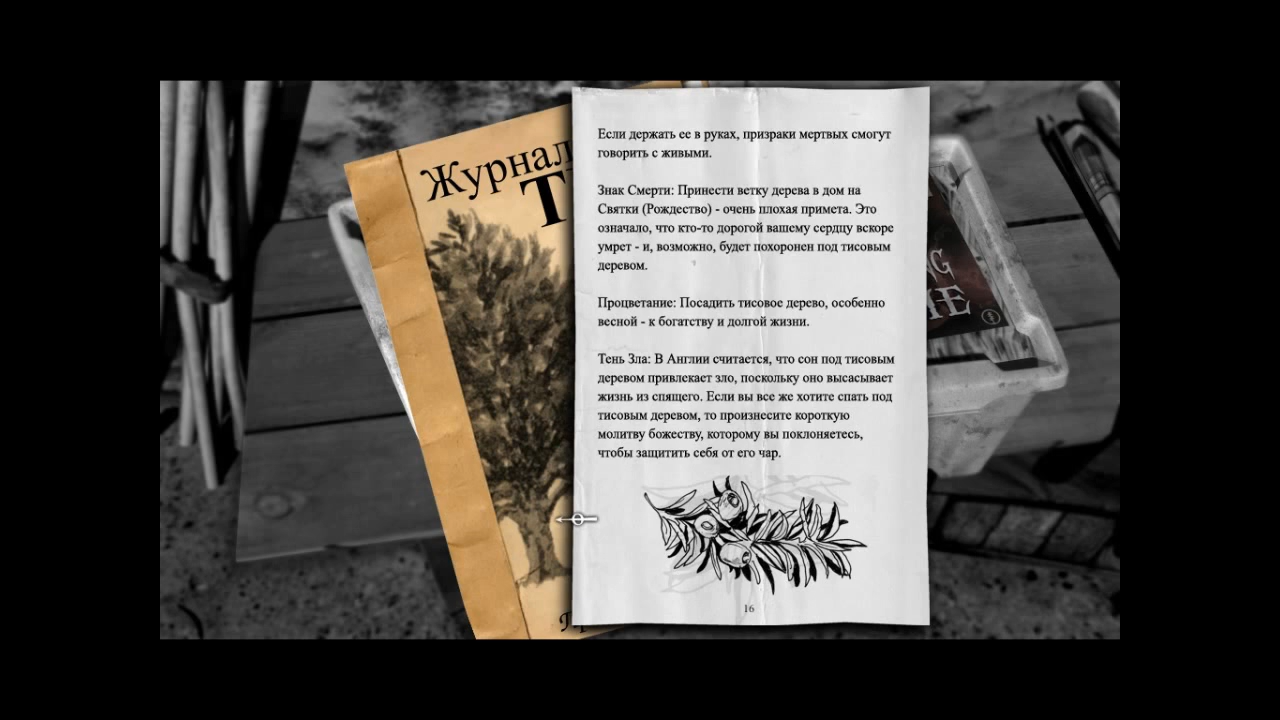 Журнал
Если держать ее в руках, призраки мертвых смогут
говорить с живыми.
Знак Смерти: Принести ветку дерева в дом на
Святки (Рождество) - очень плохая примета. Это
означало, что кто-то дорогой вашему сердцу вскоре
умрет - и, возможно, будет похоронен под тисовым
деревом.
Процветание: Посадить тисовое дерево, особенно
весной - к богатству и долгой жизни.
Тень Зла: В Англии считается, что сон под тисовым
деревом привлекает зло, поскольку оно высасывает
жизнь из спящего. Если вы все же хотите спать под
тисовым деревом, то произнесите короткую
молитву божеству, которому вы поклоняетесь,
чтобы защитить себя от его чар.
16